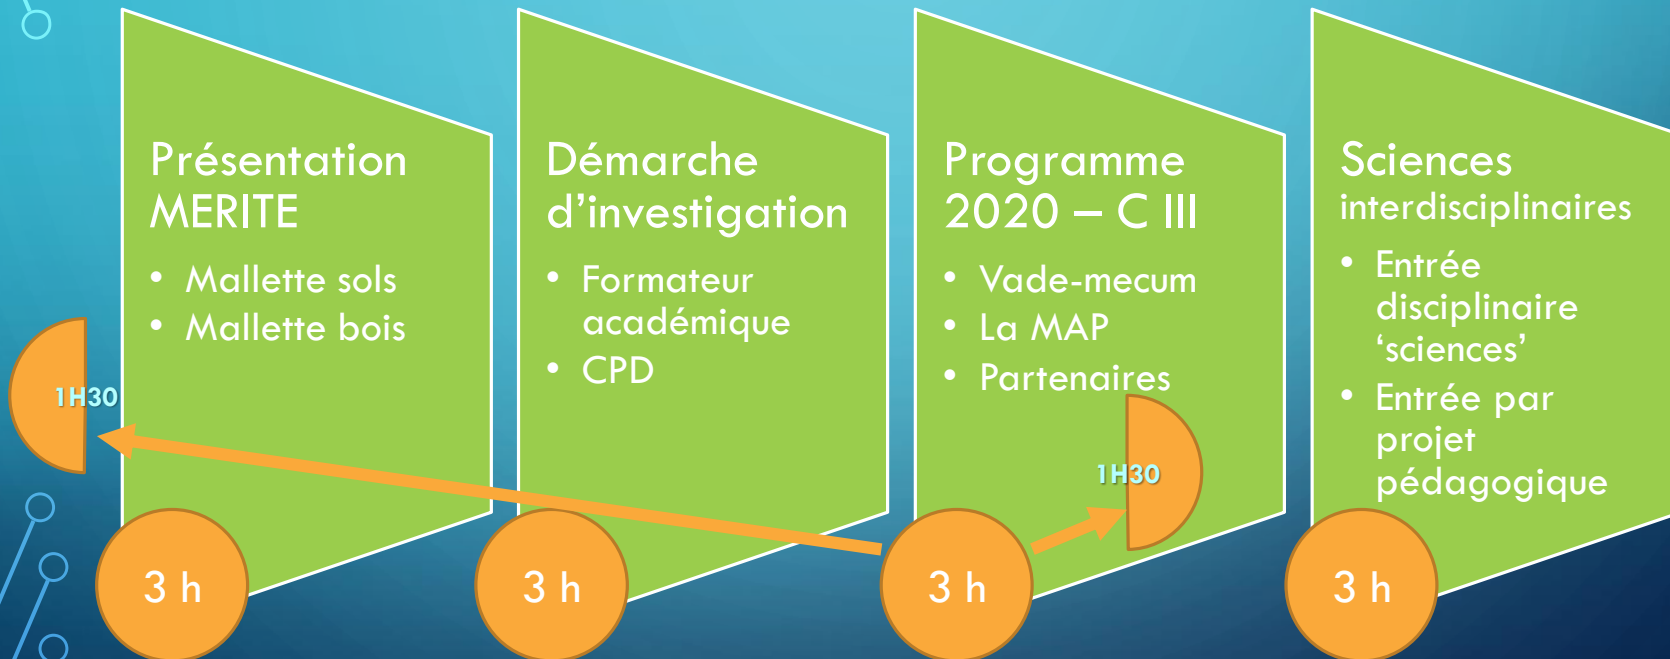 Présentation
MERITE
• Mallette sols
• Mallette bois
1H30
3 h
Démarche
d’investigation
• Formateur
académique
• CPD
3 h
Programme
2020 – C III
• Vade-mecum
• La MAP
• Partenaires
1H30
3 h
Sciences
interdisciplinaires
• Entrée
disciplinaire
‘sciences’
• Entrée par
projet
pédagogique
3 h